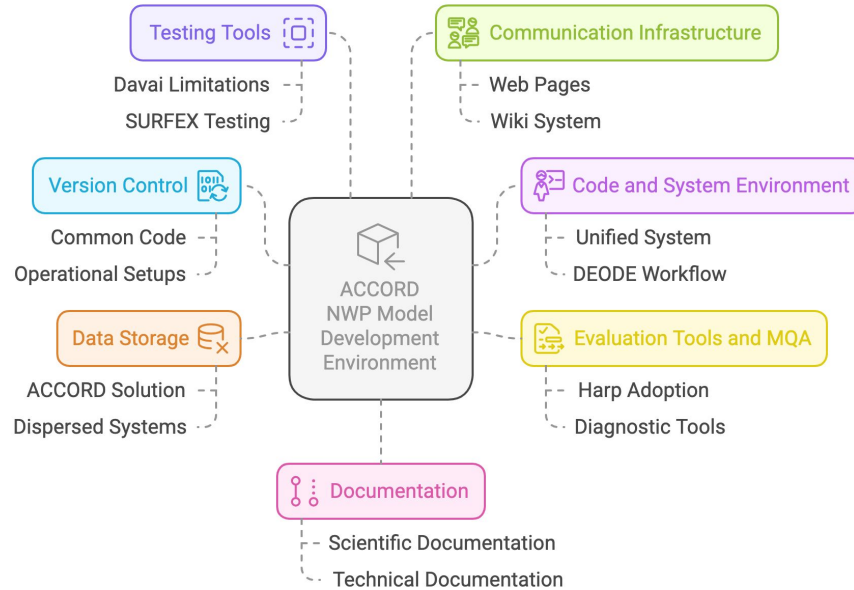 Testing Tools
Davai Limitations
SURFEX Testing
Communication Infrastructure
Web Pages
Wiki System
Version Control
Common Code
Operational Setups
Code and System Environment
Unified System
DEODE Workflow
ACCORD
NWP Model
Development
Environment
Data Storage
ACCORD Solution
Dispersed Systems
Evaluation Tools and MQA
Harp Adoption
Diagnostic Tools
Documentation
Scientific Documentation
Technical Documentation